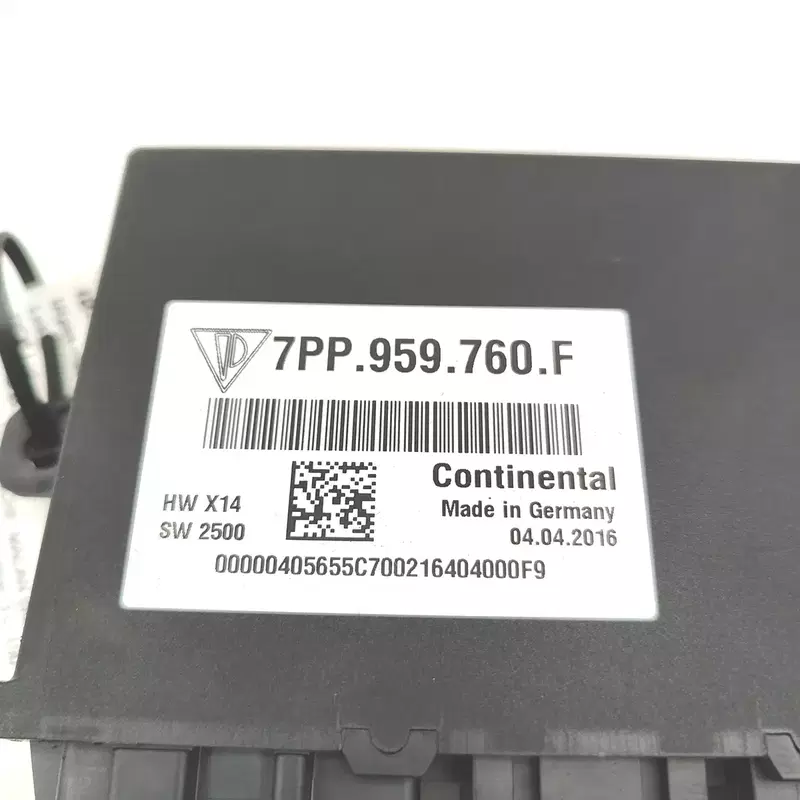 7PP.959.760.F
Continental
HW X14
Made in Germany
SW 2500
04.04.2016
00000405655C700216404000F9